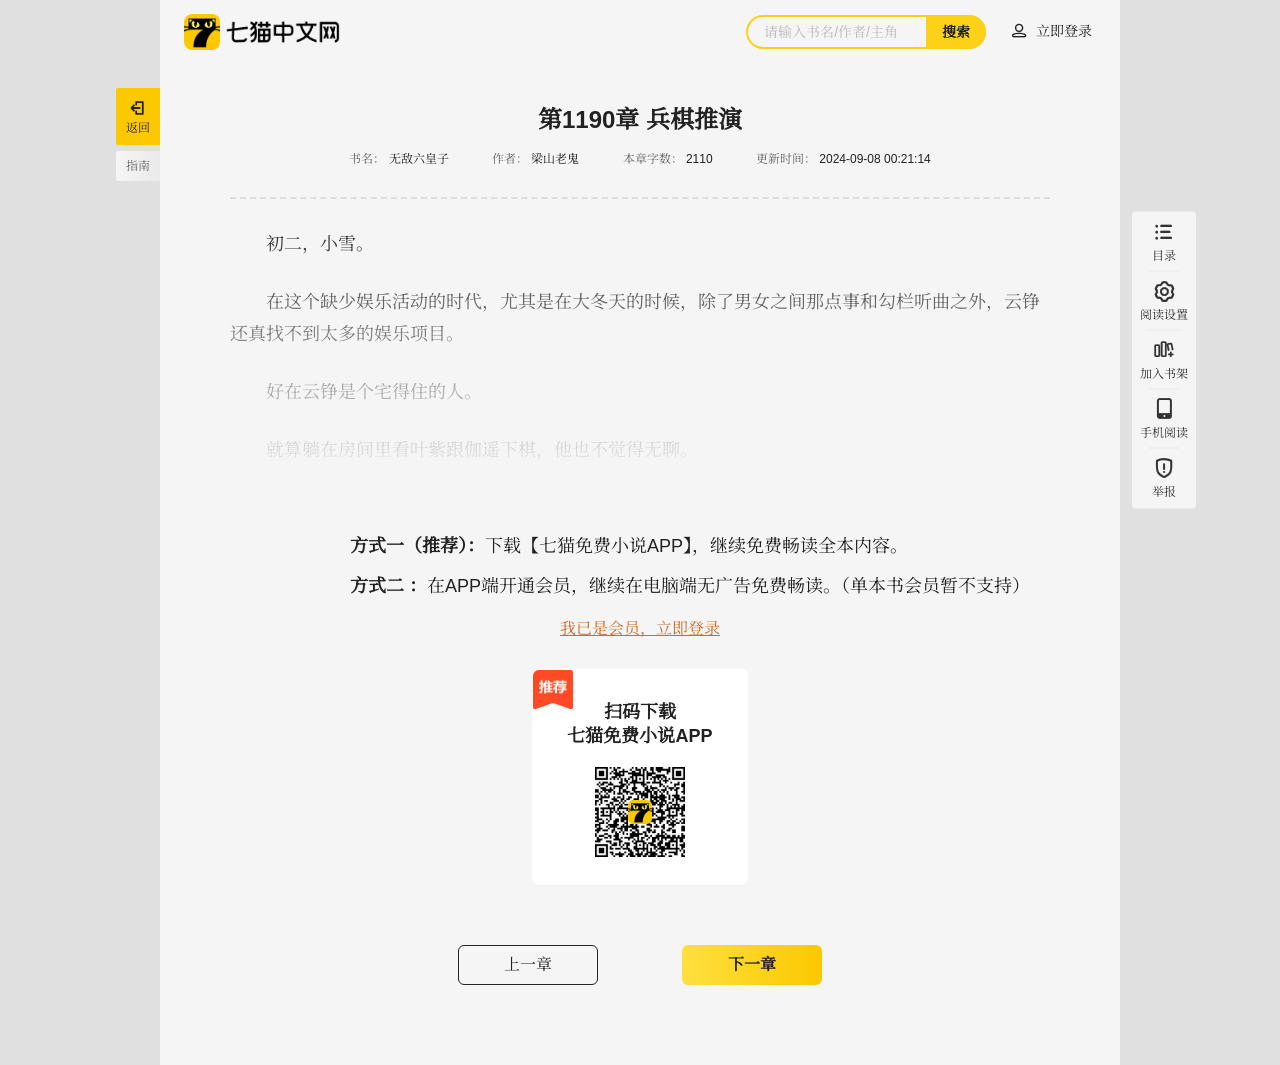 七猫中文网
请输入书名/作者/主角
搜索
立即登录
返回
指南
第1190章 兵棋推演
书名： 无敌六皇子 作者： 梁山老鬼 本章字数： 2110 更新时间： 2024-09-08 00:21:14
初二，小雪。
在这个缺少娱乐活动的时代，尤其是在大冬天的时候，除了男女之间那点事和勾栏听曲之外，云铮
还真找不到太多的娱乐项目。
好在云铮是个宅得住的人。
就算躺在房间里看叶紫跟伽遥下棋，他也不觉得无聊。
目录
阅读设置
加入书架
手机阅读
举报
方式一（推荐）：下载【七猫免费小说APP】，继续免费畅读全本内容。
方式二 ：在APP端开通会员，继续在电脑端无广告免费畅读。（单本书会员暂不支持）
我已是会员，立即登录
推荐
扫码下载
七猫免费小说APP
上一章
下一章